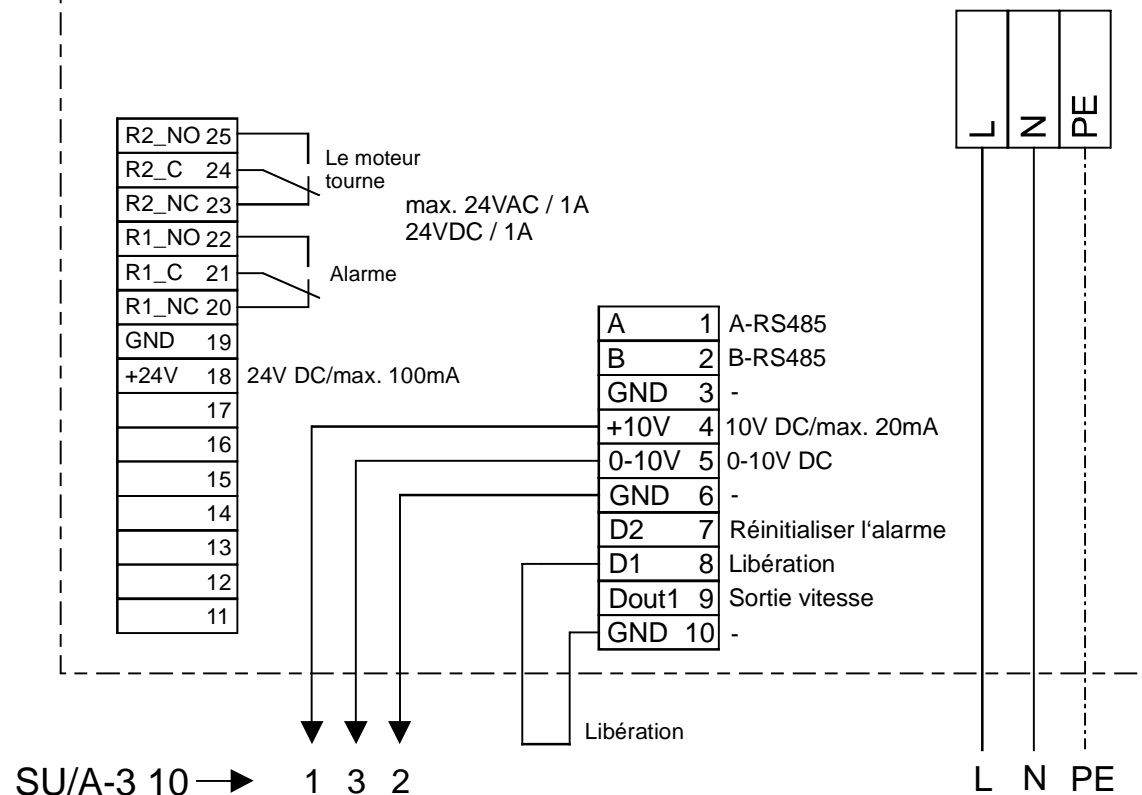 L
N
PE
R2_NO 25
R2_C 24
R2_NC 23
R1_NO 22
R1_C 21
R1_NC 20
GND 19
+24V 18 24V DC/max. 100mA
17
16
15
14
13
12
11
Le moteur
tourne
max. 24VAC / 1A
24VDC / 1A
Alarme
A 1 A-RS485
B 2 B-RS485
GND 3 -
+10V 4 10V DC/max. 20mA
0-10V 5 0-10V DC
GND 6 -
D2 7 Réinitialiser l‘alarme
D1 8 Libération
Dout1 9 Sortie vitesse
GND 10 -
Libération
SU/A-3 10 1 3 2
L N PE